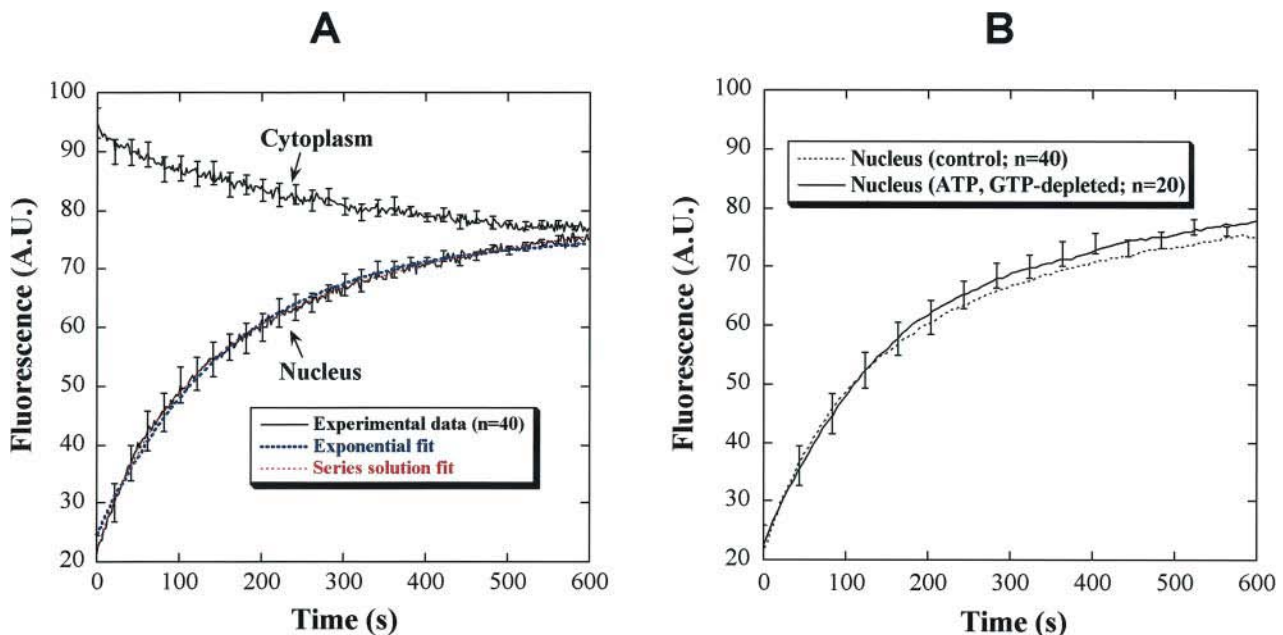 A
Fluorescence (A.U.)
100
90
80
70
60
50
40
30
20
0 100 200 300 400 500 600
Time (s)
Cytoplasm
Nucleus
Experimental data (n=40)
Exponential fit
Series solution fit
B
Fluorescence (A.U.)
100
90
80
70
60
50
40
30
20
0 100 200 300 400 500 600
Time (s)
Nucleus (control; n=40)
Nucleus (ATP, GTP-depleted; n=20)